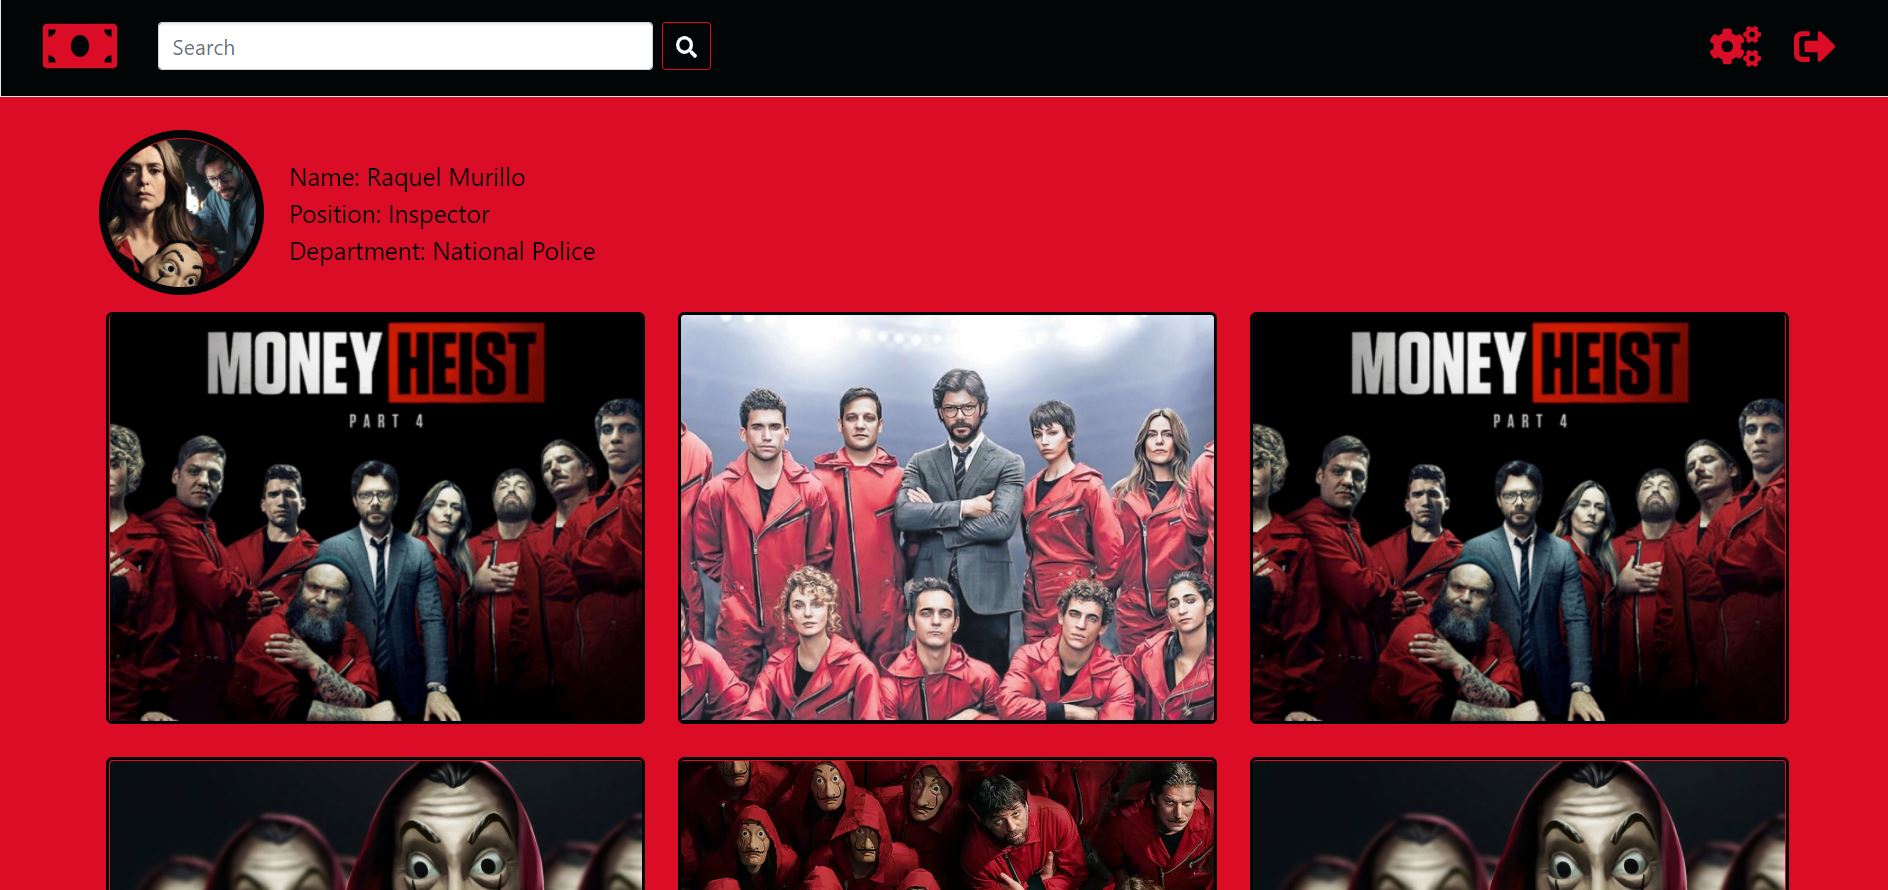 Search
Name: Raquel Murillo
Position: Inspector
Department: National Police
MONEY HEIST
PART 4
MONEY HEIST
PART 4